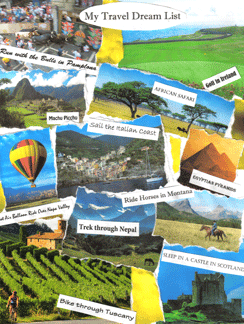 My Travel Dream List
Run with the Bulls in Pamplona
Golf in Ireland
AFRICAN SAFARI
Machu Picchu
Sail the Italian Coast
EGYPTIAN PYRAMIDS
Ride Horses in Montana
Hot Air Balloon Ride Over Napa Valley
Trek through Nepal
SLEEP IN A CASTLE IN SCOTLAND
Bike through Tuscany